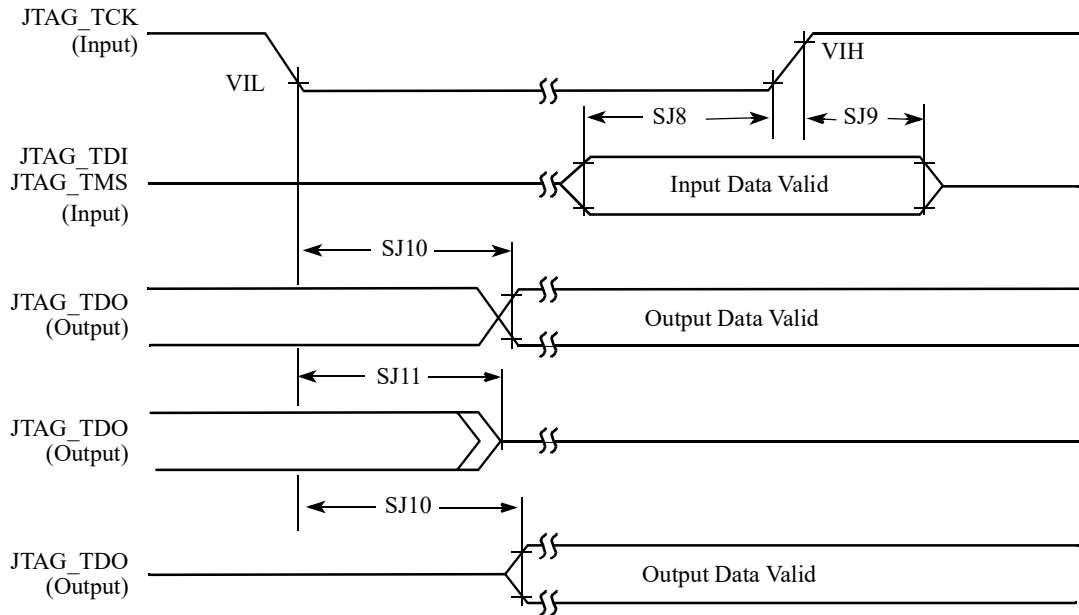 JTAG_TCK
(Input)
VIL
VIH
SJ8
SJ9
JTAG_TDI
JTAG_TMS
(Input)
Input Data Valid
SJ10
JTAG_TDO
(Output)
Output Data Valid
SJ11
JTAG_TDO
(Output)
SJ10
JTAG_TDO
(Output)
Output Data Valid